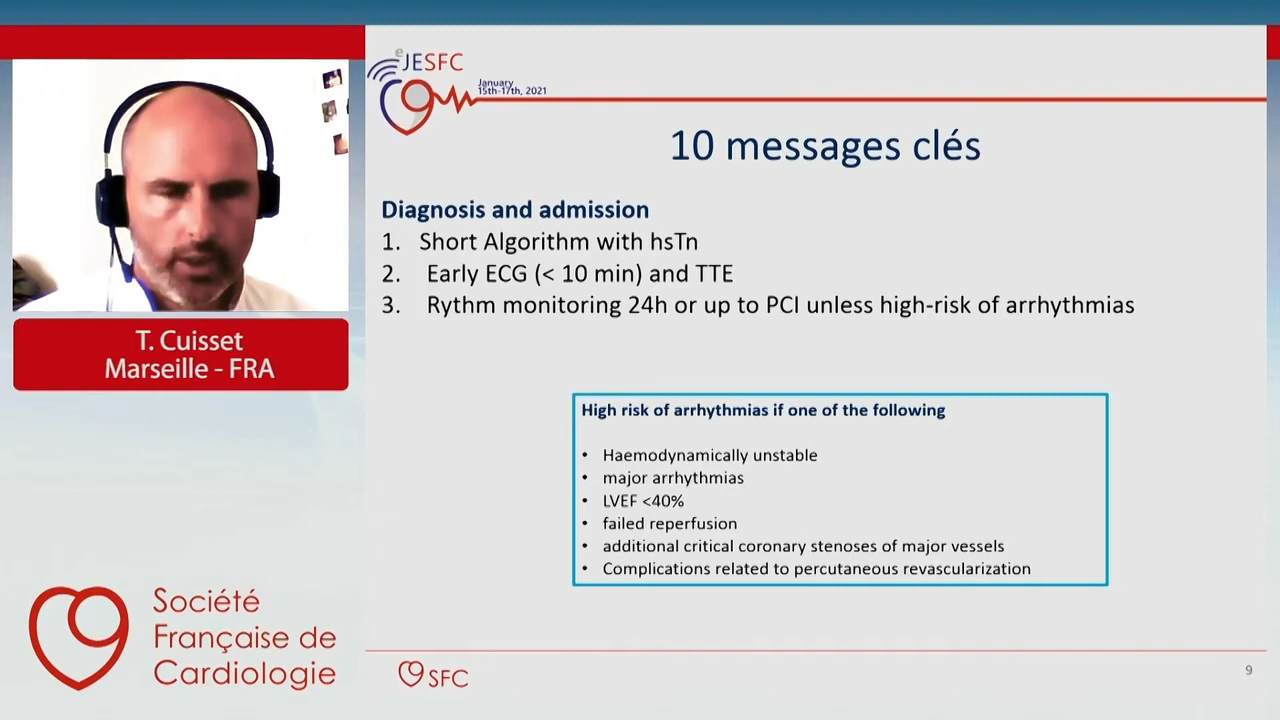 eJESFC
January
15th-17th, 2021
10 messages clés
Diagnosis and admission
1. Short Algorithm with hsTn
2. Early ECG (< 10 min) and TTE
3. Rythm monitoring 24h or up to PCI unless high-risk of arrhythmias
T. Cuisset
Marseille - FRA
High risk of arrhythmias if one of the following
• Haemodynamically unstable
• major arrhythmias
• LVEF <40%
• failed reperfusion
• additional critical coronary stenoses of major vessels
• Complications related to percutaneous revascularization
Société
Française de
Cardiologie
SFC
9